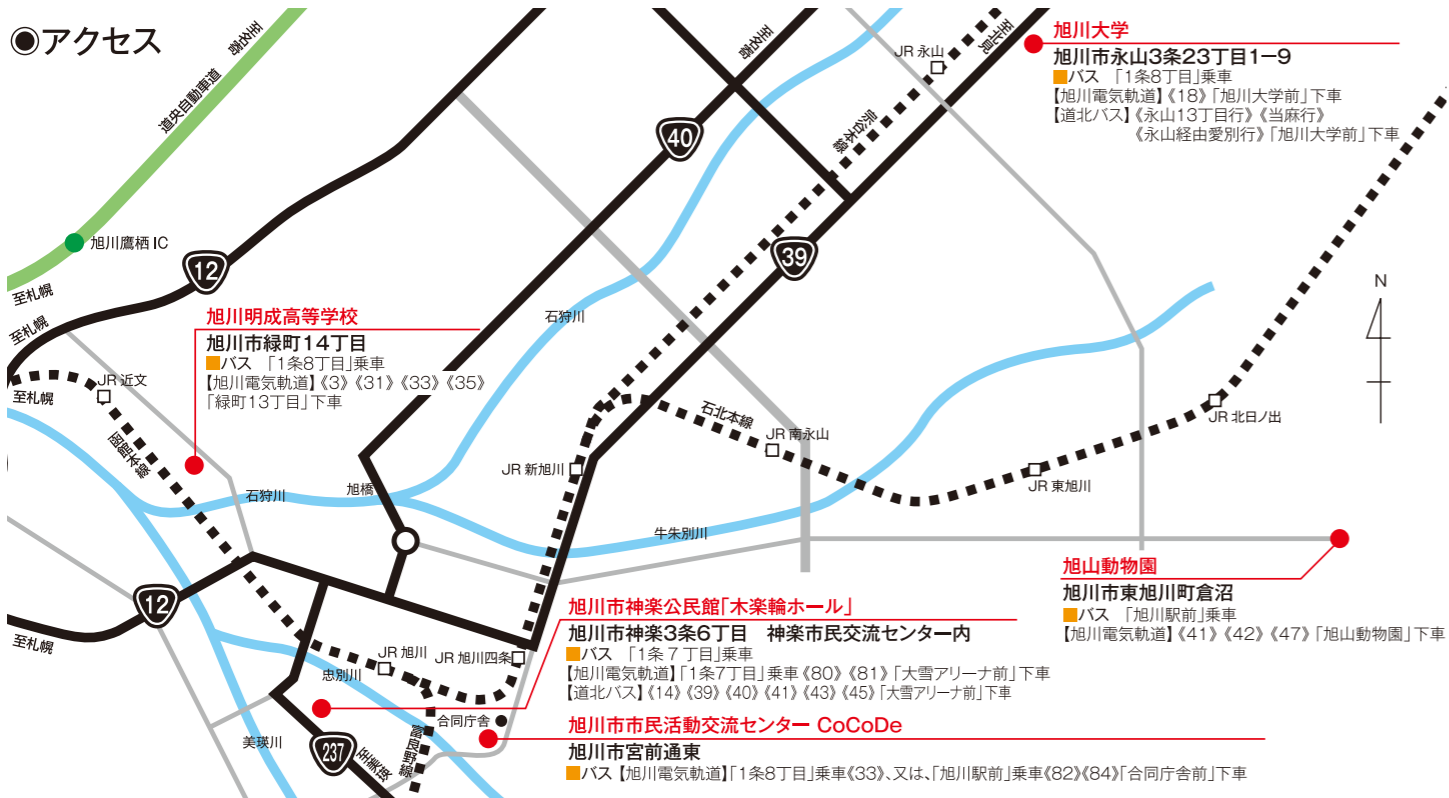 ◉アクセス
至名寄
道央自動車道
旭川鷹栖IC
至札幌
12
至札幌
至札幌
JR 近文
函館本線
旭川明成高等学校
旭川市緑町14丁目
■バス 「1条8丁目」乗車
【旭川電気軌道】《3》《31》《33》《35》
「緑町13丁目」下車
至名寄
40
石狩川
石狩川
旭橋
JR 永山
宗谷本線
至北見
39
旭川大学
旭川市永山3条23丁目1−9
■バス 「1条8丁目」乗車
【旭川電気軌道】《18》「旭川大学前」下車
【道北バス】《永山13丁目行》《当麻行》
《永山経由愛別行》「旭川大学前」下車
N
石北本線
JR 南永山
JR 新旭川
JR 北日ノ出
JR 東旭川
牛朱別川
旭山動物園
旭川市東旭川町倉沼
■バス 「旭川駅前」乗車
【旭川電気軌道】《41》《42》《47》「旭山動物園」下車
12
至札幌
JR 旭川
JR 旭川四条
忠別川
美瑛川
237
至美瑛
富良野線
合同庁舎
旭川市神楽公民館「木楽輪ホール」
旭川市神楽3条6丁目 神楽市民交流センター内
■バス 「1条7丁目」乗車
【旭川電気軌道】「1条7丁目」乗車《80》《81》「大雪アリーナ前」下車
【道北バス】《14》《39》《40》《41》《43》《45》「大雪アリーナ前」下車
旭川市市民活動交流センター CoCoDe
旭川市宮前通東
■バス【旭川電気軌道】「1条8丁目」乗車《33》、又は、「旭川駅前」乗車《82》《84》「合同庁舎前」下車